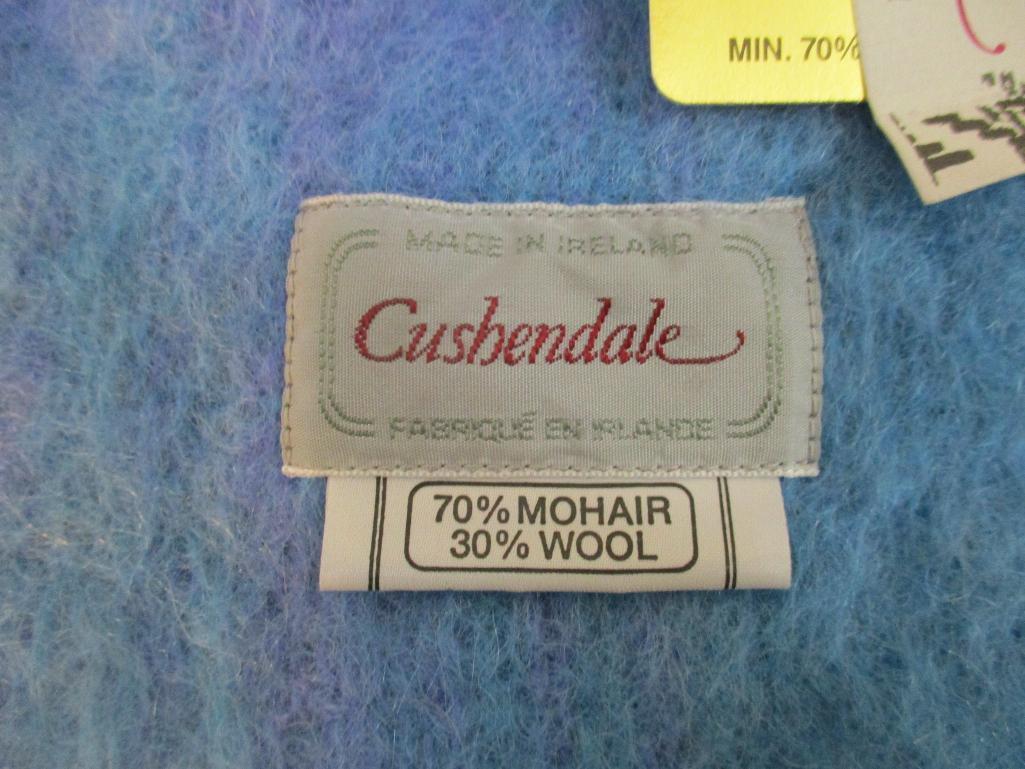 MIN. 70%
MADE IN IRELAND
Cushendale
FABRIQUÉ EN IRLANDE
70% MOHAIR
30% WOOL